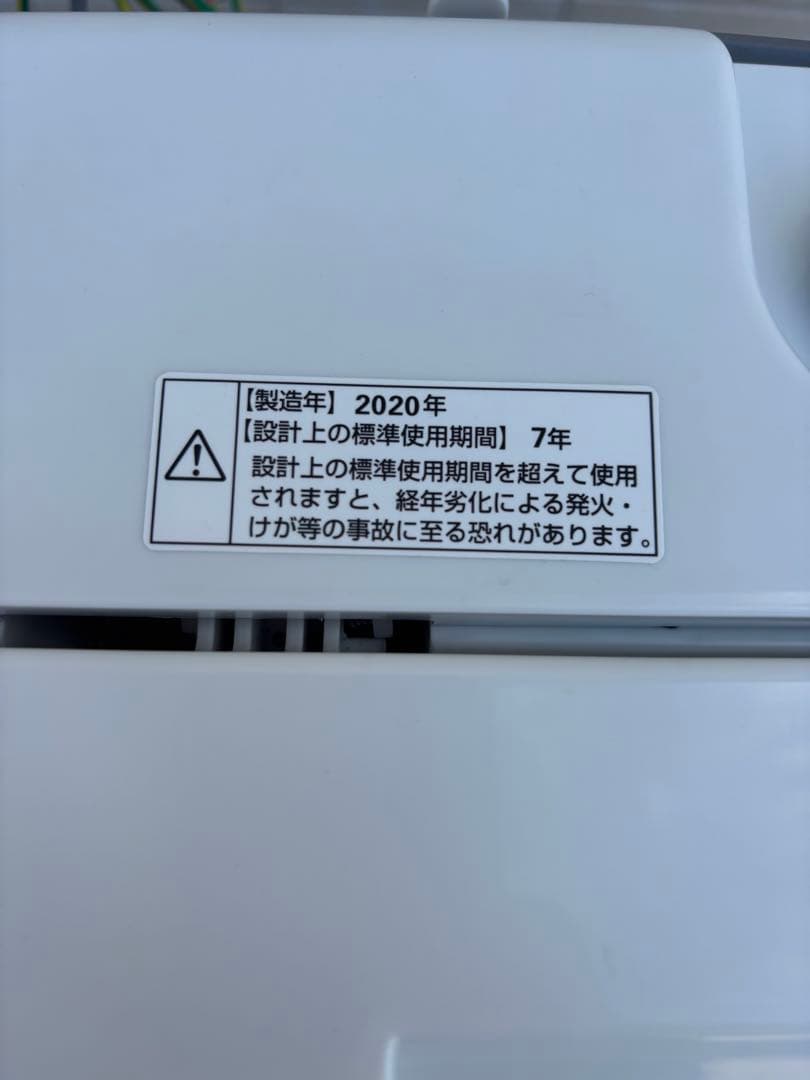 【製造年】 2020年
【設計上の標準使用期間】 7年
設計上の標準使用期間を超えて使用
されますと、経年劣化による発火・
けが等の事故に至る恐れがあります。